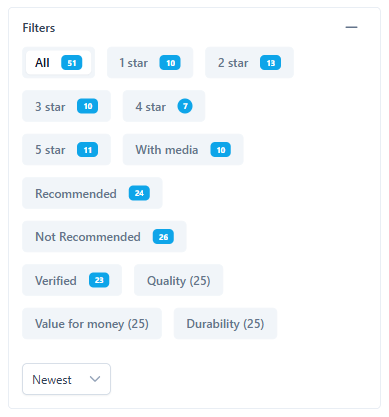 Filters
All 51 1 star 10 2 star 13
3 star 10 4 star 7
5 star 11 With media 10
Recommended 24
Not Recommended 26
Verified 23 Quality (25)
Value for money (25) Durability (25)
Newest